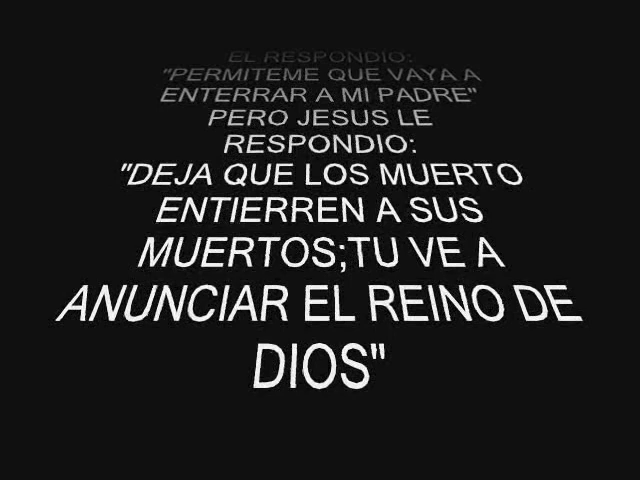 EL RESPONDIO:
"PERMITEME QUE VAYA A
ENTERRAR A MI PADRE"
PERO JESUS LE
RESPONDIO:
"DEJA QUE LOS MUERTO
ENTIERREN A SUS
MUERTOS;TU VE A
ANUNCIAR EL REINO DE
DIOS"